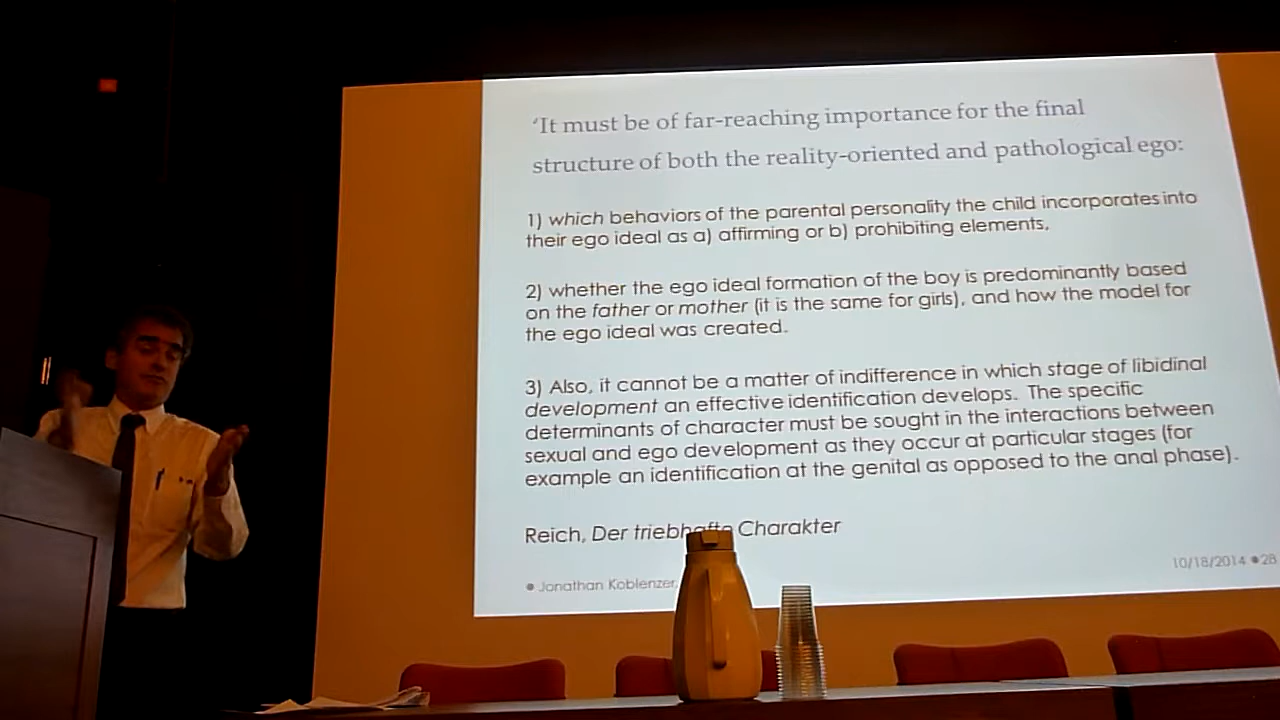 ‘It must be of far-reaching importance for the final
structure of both the reality-oriented and pathological ego:
1) which behaviors of the parental personality the child incorporates into
their ego ideal as a) affirming or b) prohibiting elements,
2) whether the ego ideal formation of the boy is predominantly based
on the father or mother (it is the same for girls), and how the model for
the ego ideal was created.
3) Also, it cannot be a matter of indifference in which stage of libidinal
development an effective identification develops. The specific
determinants of character must be sought in the interactions between
sexual and ego development as they occur at particular stages (for
example an identification at the genital as opposed to the anal phase).
Reich, Der triebhafte Charakter
• Jonathan Koblenzer,
10/18/2014 • 28